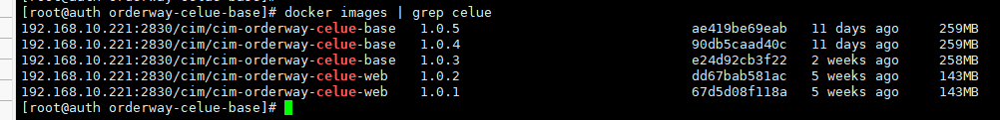 [root@auth orderway-celue-base]# docker images | grep celue
192.168.10.221:2830/cim/cim-orderway-celue-base 1.0.5 ae419be69eab 11 days ago 259MB
192.168.10.221:2830/cim/cim-orderway-celue-base 1.0.4 90db5caad40c 11 days ago 259MB
192.168.10.221:2830/cim/cim-orderway-celue-base 1.0.3 e24d92cb3f22 2 weeks ago 258MB
192.168.10.221:2830/cim/cim-orderway-celue-web 1.0.2 dd67bab581ac 5 weeks ago 143MB
192.168.10.221:2830/cim/cim-orderway-celue-web 1.0.1 67d5d08f118a 5 weeks ago 143MB
[root@auth orderway-celue-base]#